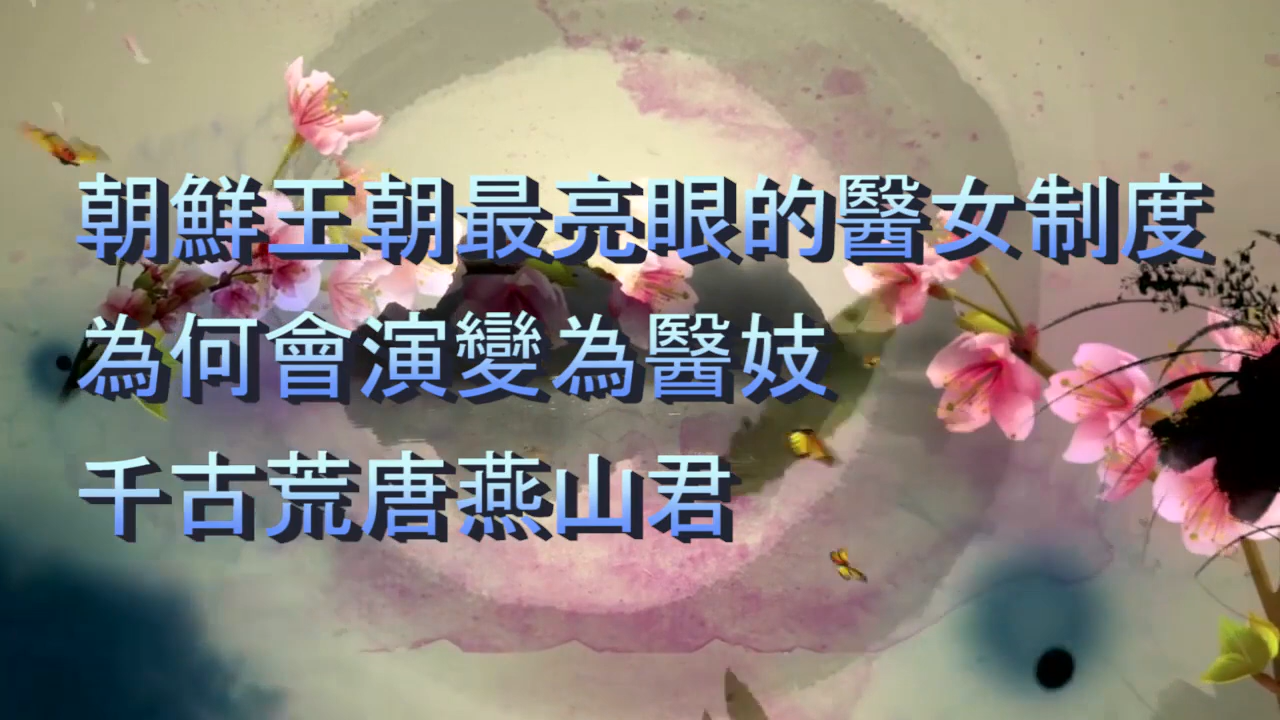 朝鮮王朝最亮眼的醫女制度
為何會演變為醫妓
千古荒唐燕山君